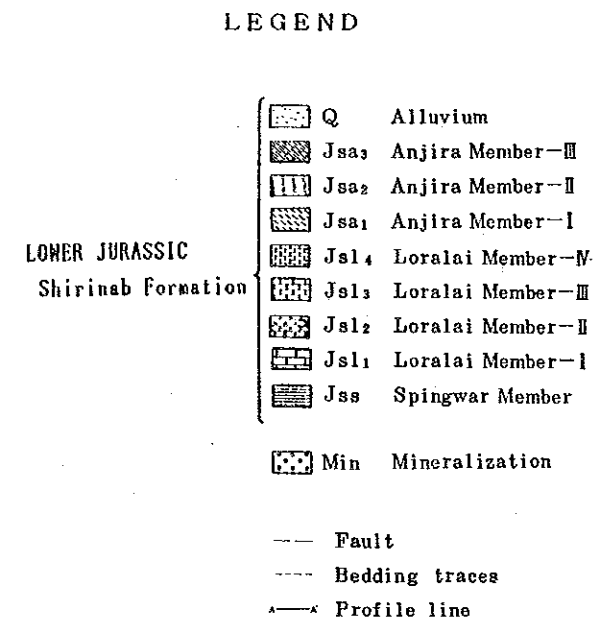 LEGEND
Q Alluvium
Jsa₃ Anjira Member-Ⅲ
Jsa₂ Anjira Member-Ⅱ
Jsa₁ Anjira Member-Ⅰ
LOWER JURASSIC
Jsl₄ Loralai Member-Ⅳ
Shirinab Formation
Jsl₃ Loralai Member-Ⅲ
Jsl₂ Loralai Member-Ⅱ
Jsl₁ Loralai Member-Ⅰ
Jss Spingwar Member
Min Mineralization
Fault
Bedding traces
A A' Profile line